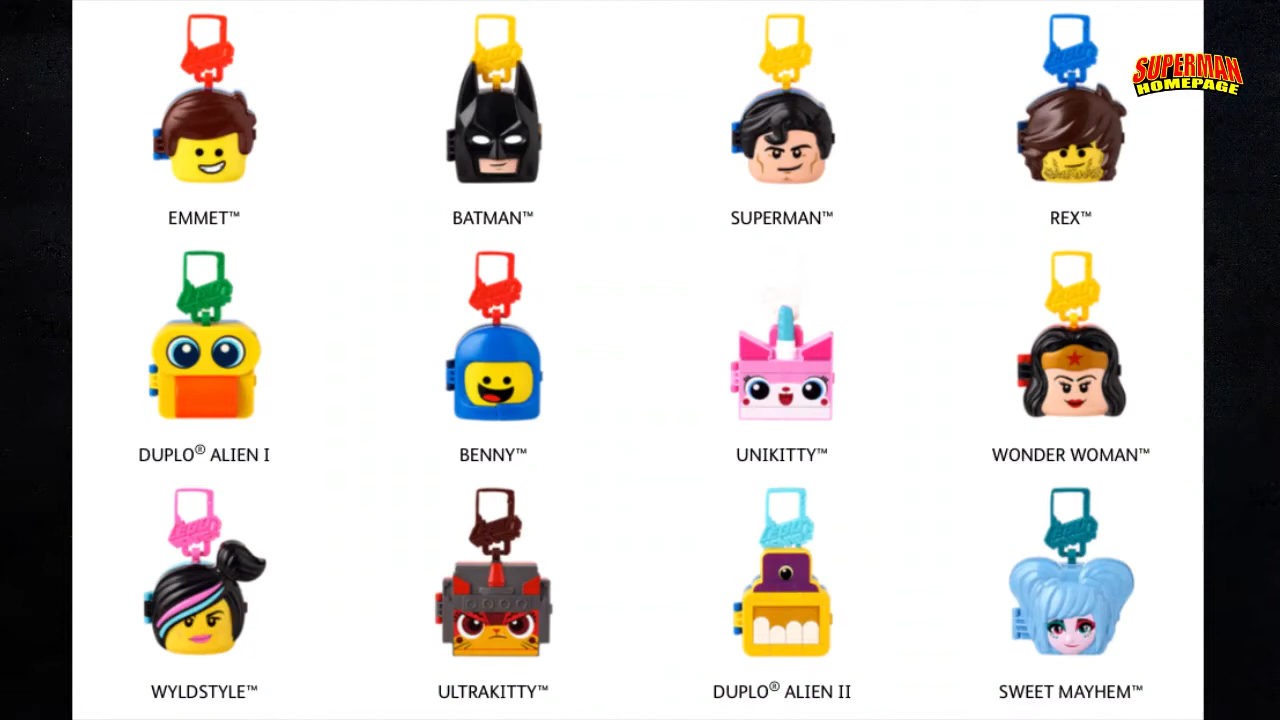 SUPERMAN
HOMEPAGE
EMMET™
BATMAN™
SUPERMAN™
REX™
DUPLO® ALIEN I
BENNY™
UNIKITTY™
WONDER WOMAN™
WYLDSTYLE™
ULTRAKITTY™
DUPLO® ALIEN II
SWEET MAYHEM™